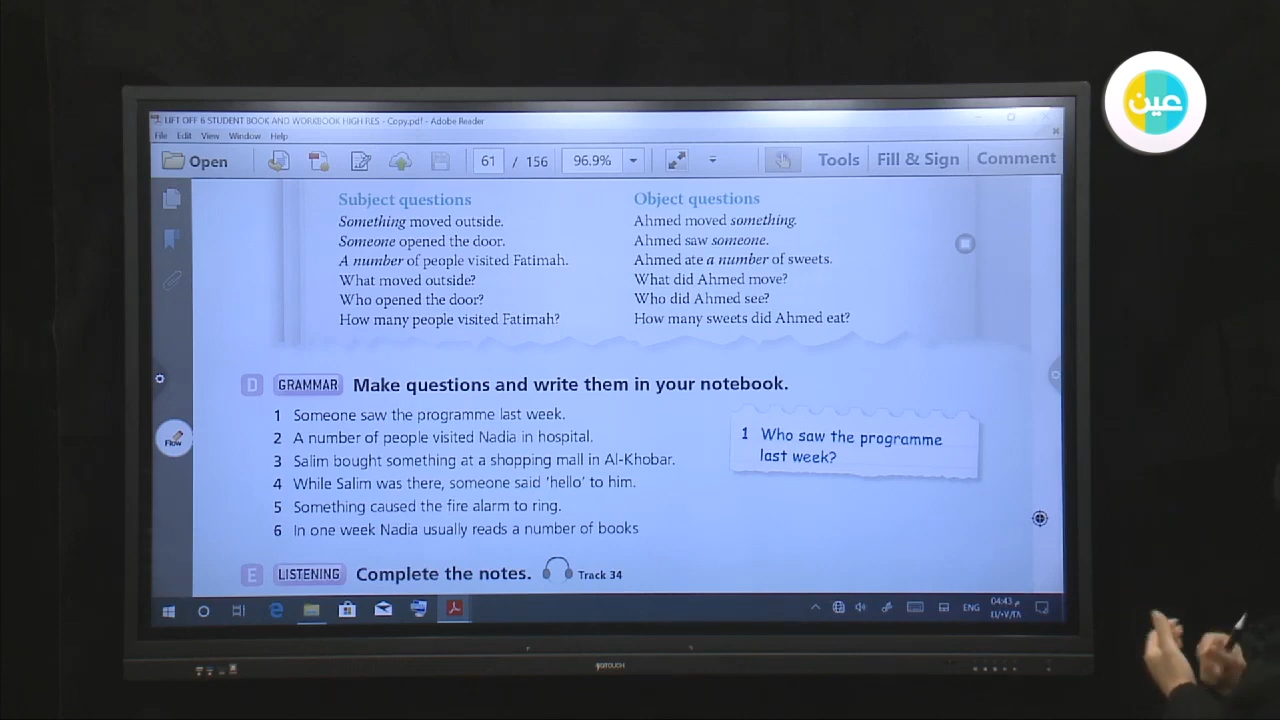 عين
LIFT OFF 6 STUDENT BOOK AND WORKBOOK HIGH RES - Copy.pdf - Adobe Reader
File Edit View Window Help
Open 61 / 156 96.9% Tools Fill & Sign Comment
Subject questions
Something moved outside.
Someone opened the door.
A number of people visited Fatimah.
What moved outside?
Who opened the door?
How many people visited Fatimah?
Object questions
Ahmed moved something.
Ahmed saw someone.
Ahmed ate a number of sweets.
What did Ahmed move?
Who did Ahmed see?
How many sweets did Ahmed eat?
D GRAMMAR Make questions and write them in your notebook.
1 Someone saw the programme last week.
2 A number of people visited Nadia in hospital.
3 Salim bought something at a shopping mall in Al-Khobar.
4 While Salim was there, someone said 'hello' to him.
5 Something caused the fire alarm to ring.
6 In one week Nadia usually reads a number of books
1 Who saw the programme
last week?
E LISTENING Complete the notes. Track 34
Flow
ENG
04:43 م